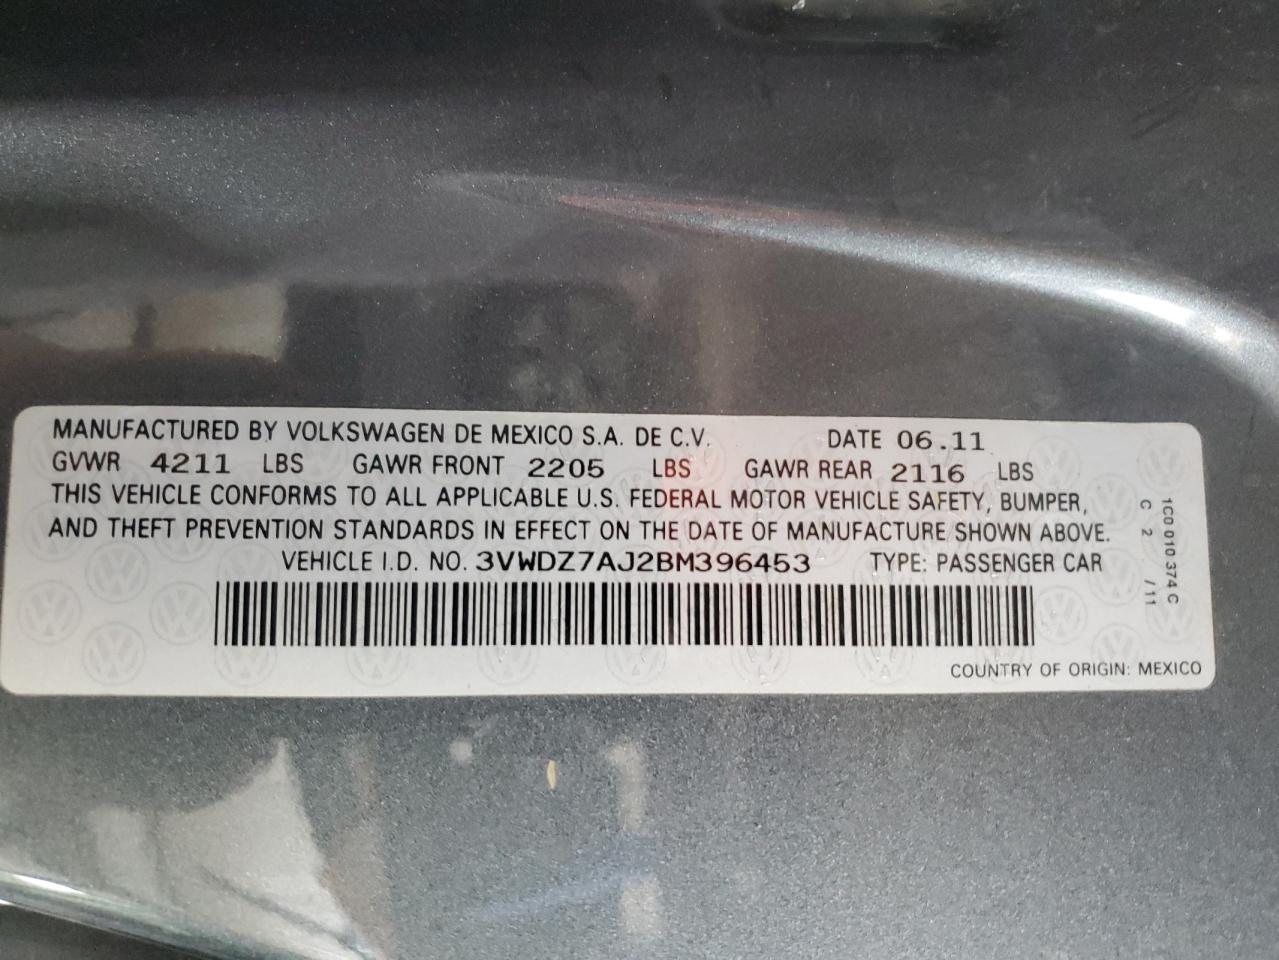 MANUFACTURED BY VOLKSWAGEN DE MEXICO S.A. DE C.V. DATE 06.11
GVWR 4211 LBS GAWR FRONT 2205 LBS GAWR REAR 2116 LBS
THIS VEHICLE CONFORMS TO ALL APPLICABLE U.S. FEDERAL MOTOR VEHICLE SAFETY, BUMPER,
AND THEFT PREVENTION STANDARDS IN EFFECT ON THE DATE OF MANUFACTURE SHOWN ABOVE.
VEHICLE I.D. NO. 3VWDZ7AJ2BM396453 TYPE: PASSENGER CAR
COUNTRY OF ORIGIN: MEXICO
1C0 010 374 C
C 2 /11